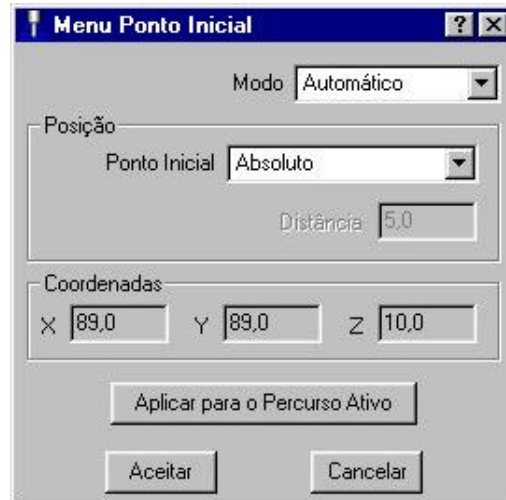 Menu Ponto Inicial ? X
Modo Automático
Posição
Ponto Inicial Absoluto
Distância 5,0
Coordenadas
X 89,0 Y 89,0 Z 10,0
Aplicar para o Percurso Ativo
Aceitar Cancelar